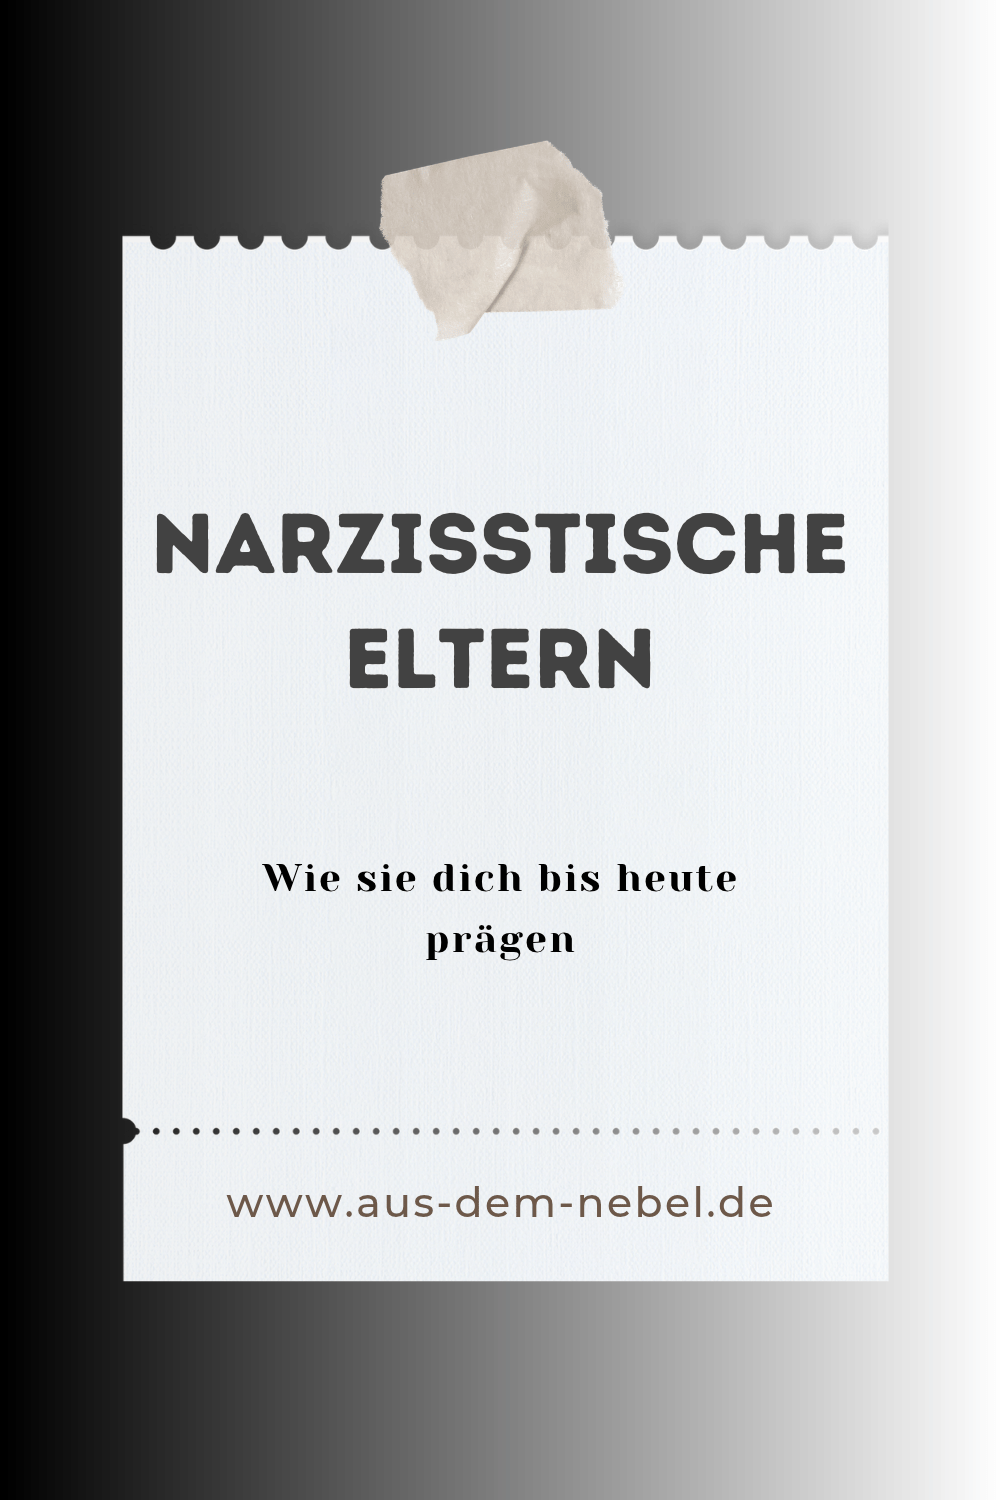 NARZISSTISCHE
ELTERN
Wie sie dich bis heute
prägen
www.aus-dem-nebel.de